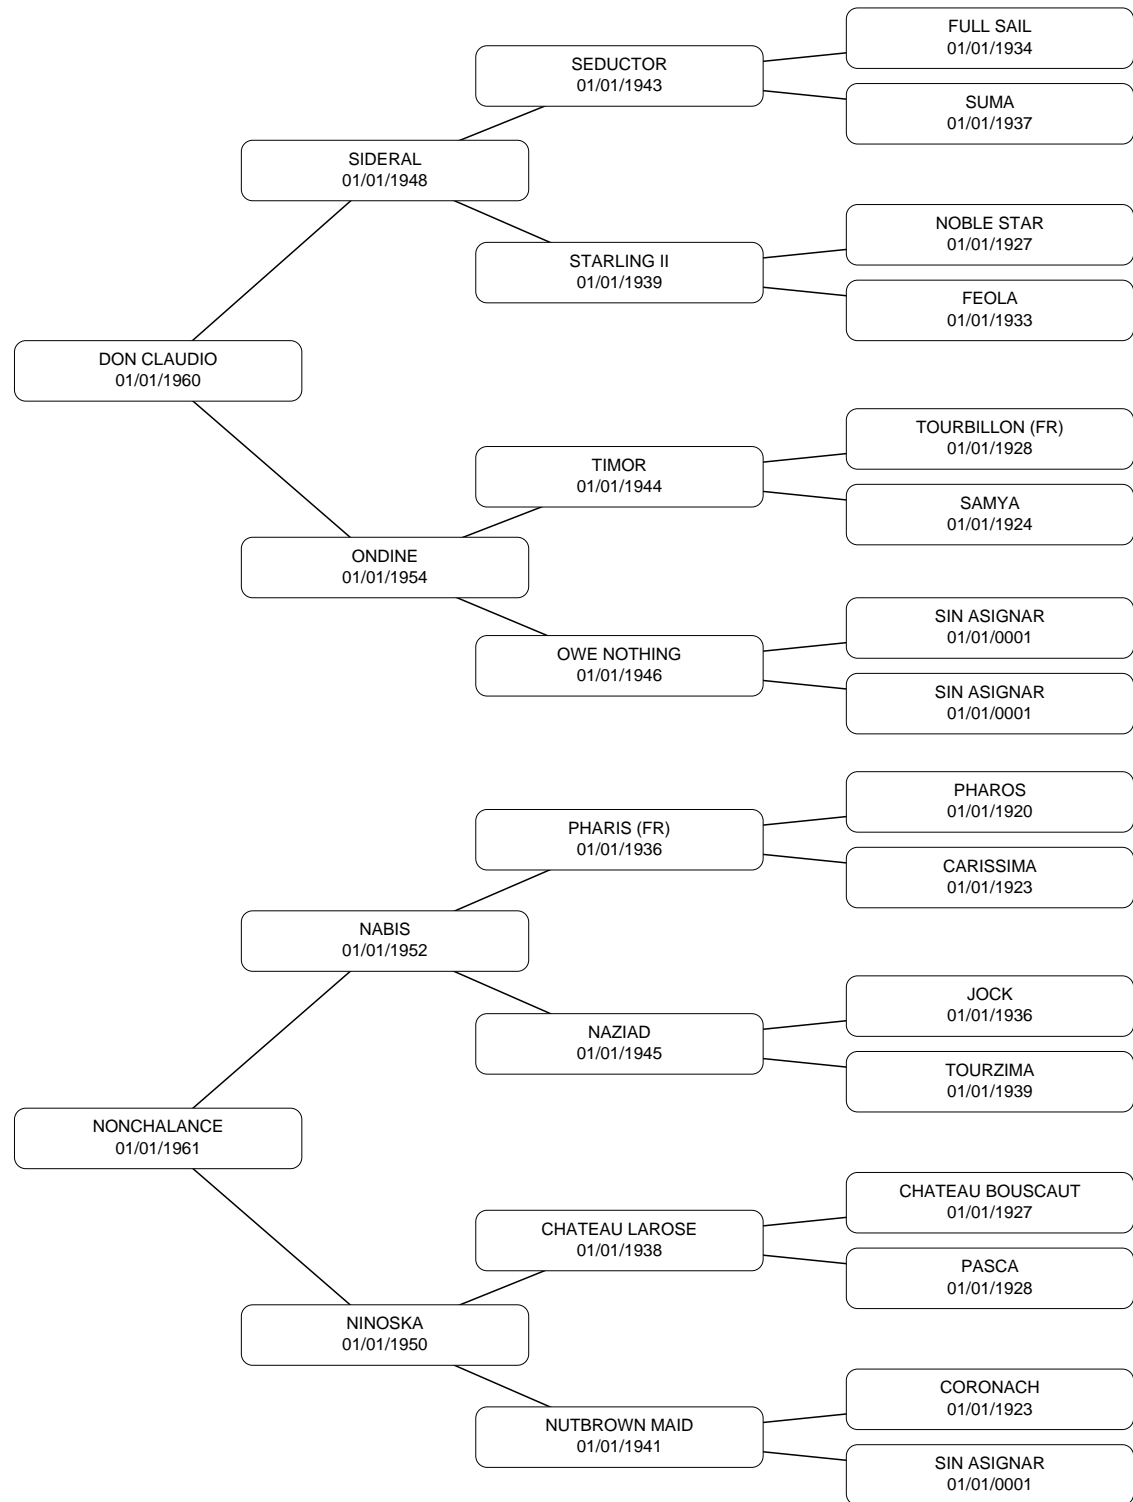 FULL SAIL
01/01/1934
SEDUCTOR
01/01/1943
SUMA
01/01/1937
SIDERAL
01/01/1948
NOBLE STAR
01/01/1927
STARLING II
01/01/1939
FEOLA
01/01/1933
DON CLAUDIO
01/01/1960
TOURBILLON (FR)
01/01/1928
TIMOR
01/01/1944
SAMYA
01/01/1924
ONDINE
01/01/1954
SIN ASIGNAR
01/01/0001
OWE NOTHING
01/01/1946
SIN ASIGNAR
01/01/0001
PHAROS
01/01/1920
PHARIS (FR)
01/01/1936
CARISSIMA
01/01/1923
NABIS
01/01/1952
JOCK
01/01/1936
NAZIAD
01/01/1945
TOURZIMA
01/01/1939
NONCHALANCE
01/01/1961
CHATEAU BOUSCAUT
01/01/1927
CHATEAU LAROSE
01/01/1938
PASCA
01/01/1928
NINOSKA
01/01/1950
CORONACH
01/01/1923
NUTBROWN MAID
01/01/1941
SIN ASIGNAR
01/01/0001